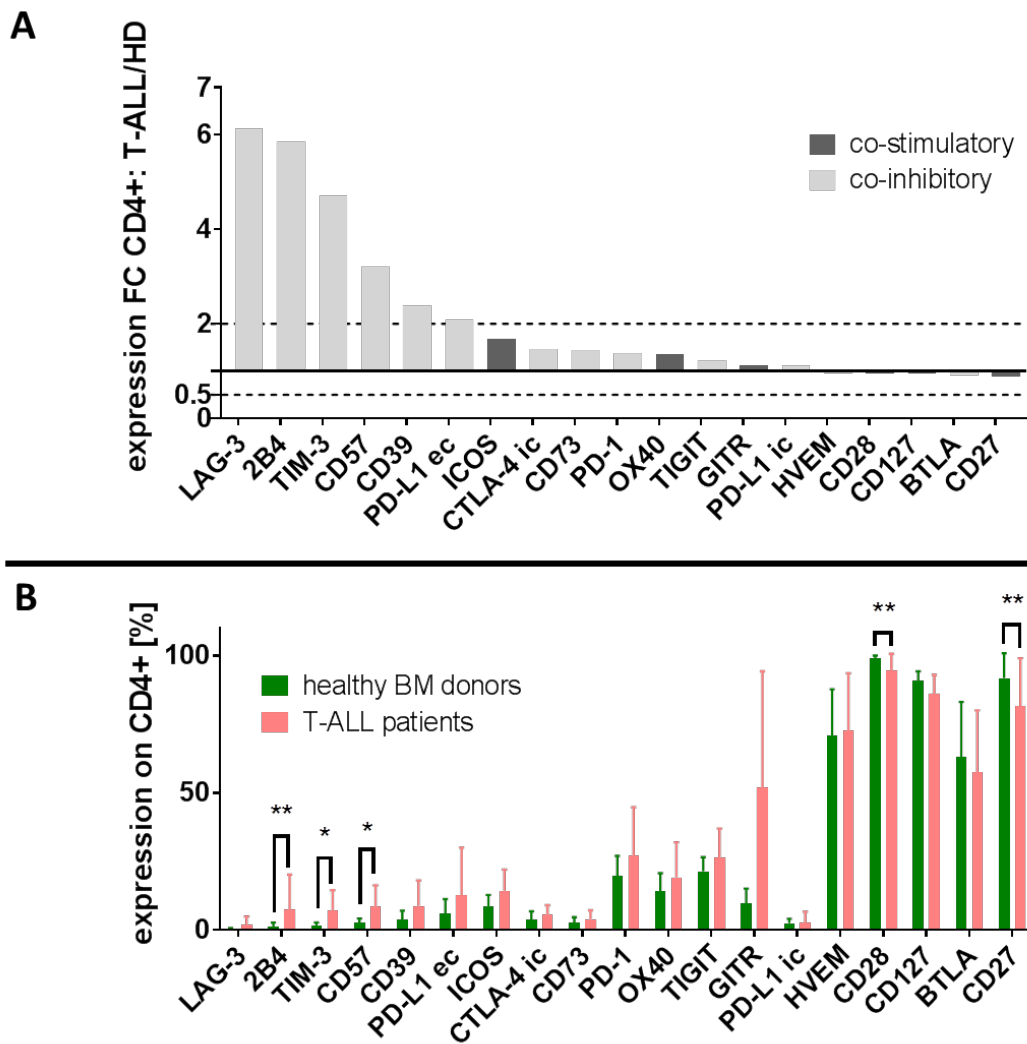 A
expression FC CD4+: T-ALL/HD
7
6
4
2
0.5
0
co-stimulatory
co-inhibitory
LAG-3
2B4
TIM-3
CD57
CD39
PD-L1 ec
ICOS
CTLA-4 ic
CD73
PD-1
OX40
TIGIT
GITR
PD-L1 ic
HVEM
CD28
CD127
BTLA
CD27
B
expression on CD4+ [%]
100
50
0
healthy BM donors
T-ALL patients
**
*
*
**
**
LAG-3
2B4
TIM-3
CD57
CD39
PD-L1 ec
ICOS
CTLA-4 ic
CD73
PD-1
OX40
TIGIT
GITR
PD-L1 ic
HVEM
CD28
CD127
BTLA
CD27